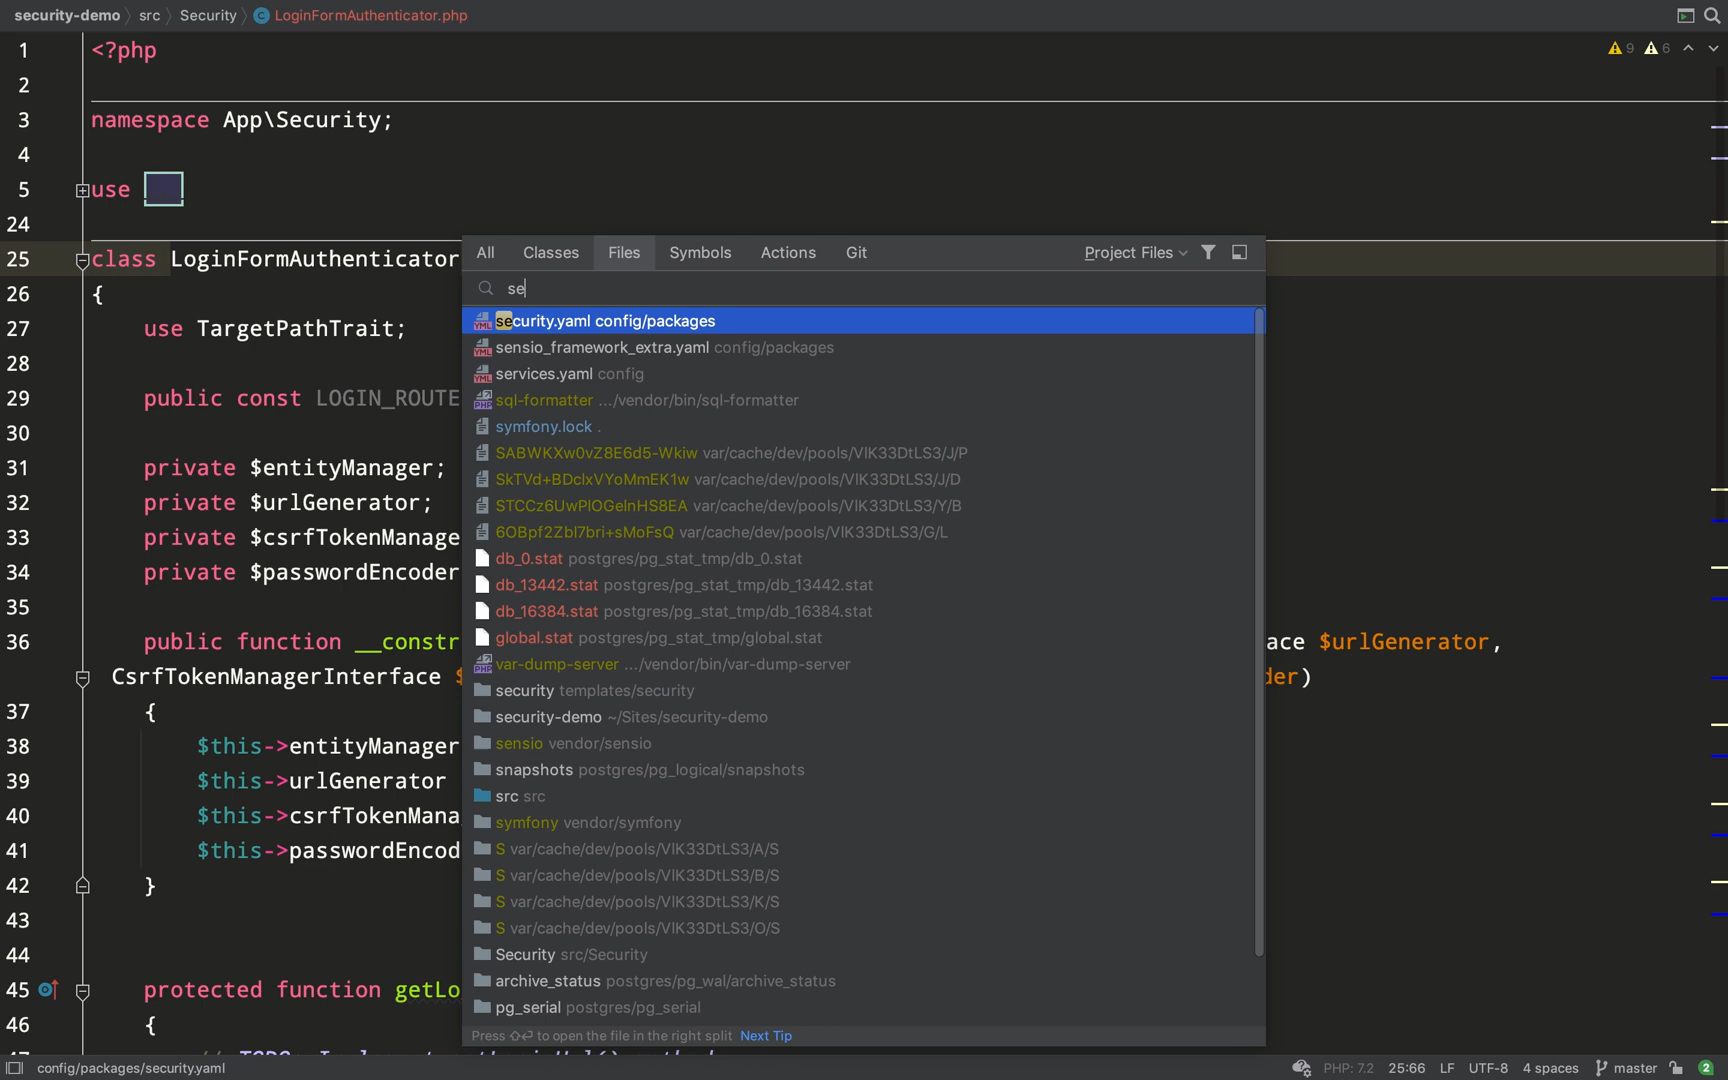 security-demo 〉 src 〉 Security 〉 LoginFormAuthenticator.php
9 6
1 <?php
2
3 namespace App\Security;
4
5 use
24
25 class LoginFormAuthenticator
26 {
27 use TargetPathTrait;
28
29 public const LOGIN_ROUTE
30
31 private $entityManager;
32 private $urlGenerator;
33 private $csrfTokenManage
34 private $passwordEncoder
35
36 public function __constr ace $urlGenerator,
CsrfTokenManagerInterface $ der)
37 {
38 $this->entityManager
39 $this->urlGenerator
40 $this->csrfTokenMana
41 $this->passwordEncod
42 }
43
44
45 protected function getLo
46 {
All Classes Files Symbols Actions Git Project Files
se
security.yaml config/packages
sensio_framework_extra.yaml config/packages
services.yaml config
sql-formatter .../vendor/bin/sql-formatter
symfony.lock .
SABWKXw0vZ8E6d5-Wkiw var/cache/dev/pools/VlK33DtLS3/J/P
SkTVd+BDclxVYoMmEK1w var/cache/dev/pools/VlK33DtLS3/J/D
STCCz6UwPlOGelnHS8EA var/cache/dev/pools/VlK33DtLS3/Y/B
6OBpf2Zbl7bri+sMoFsQ var/cache/dev/pools/VlK33DtLS3/G/L
db_0.stat postgres/pg_stat_tmp/db_0.stat
db_13442.stat postgres/pg_stat_tmp/db_13442.stat
db_16384.stat postgres/pg_stat_tmp/db_16384.stat
global.stat postgres/pg_stat_tmp/global.stat
var-dump-server .../vendor/bin/var-dump-server
security templates/security
security-demo ~/Sites/security-demo
sensio vendor/sensio
snapshots postgres/pg_logical/snapshots
src src
symfony vendor/symfony
S var/cache/dev/pools/VlK33DtLS3/A/S
S var/cache/dev/pools/VlK33DtLS3/B/S
S var/cache/dev/pools/VlK33DtLS3/K/S
S var/cache/dev/pools/VlK33DtLS3/O/S
Security src/Security
archive_status postgres/pg_wal/archive_status
pg_serial postgres/pg_serial
Press ⇧⏎ to open the file in the right split Next Tip
config/packages/security.yaml PHP: 7.2 25:66 LF UTF-8 4 spaces master 2